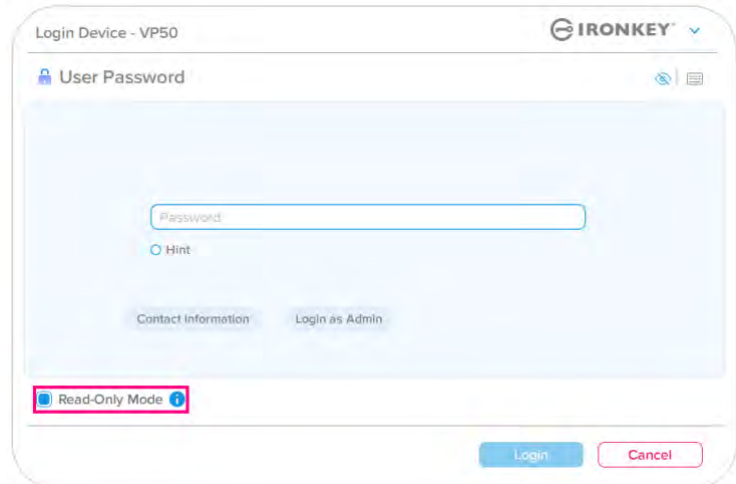 Login Device - VP50
IRONKEY
User Password
Password
Hint
Contact Information
Login as Admin
Read-Only Mode i
Login
Cancel